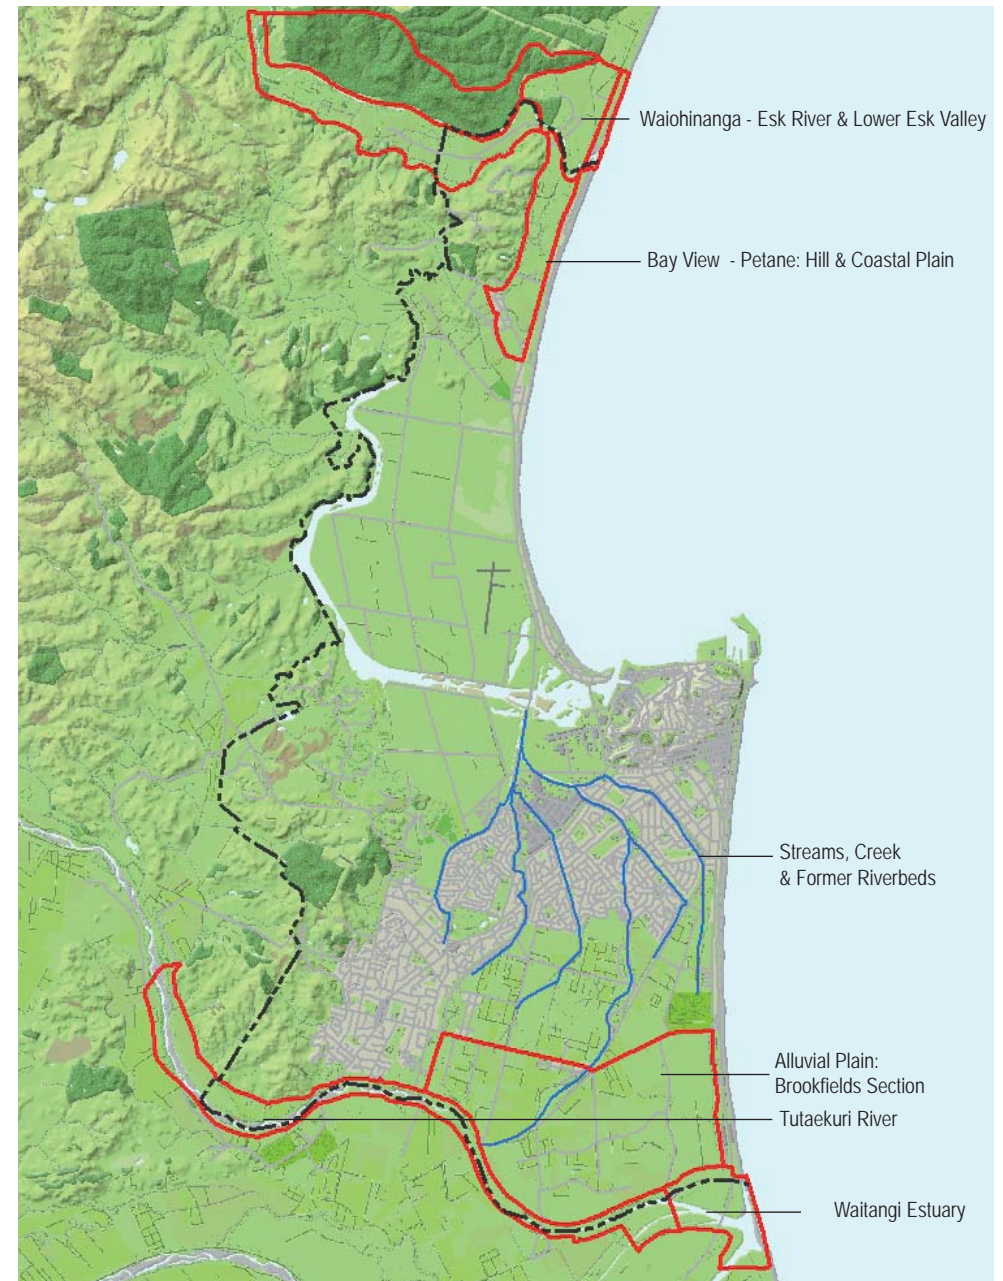 Waiohinanga - Esk River & Lower Esk Valley
Bay View - Petane: Hill & Coastal Plain
Streams, Creek
& Former Riverbeds
Alluvial Plain:
Brookfields Section
Tutaekuri River
Waitangi Estuary